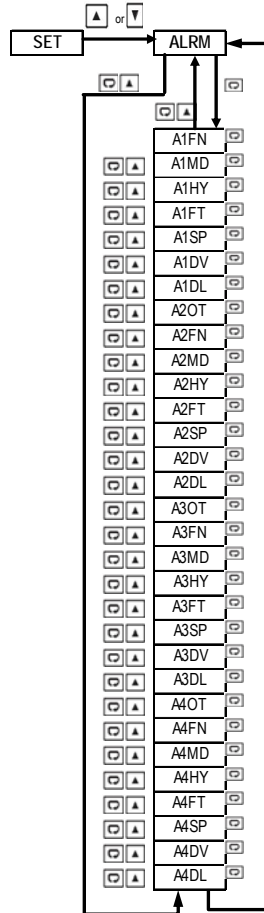 or
SET
ALRM
A1FN
A1MD
A1HY
A1FT
A1SP
A1DV
A1DL
A2OT
A2FN
A2MD
A2HY
A2FT
A2SP
A2DV
A2DL
A3OT
A3FN
A3MD
A3HY
A3FT
A3SP
A3DV
A3DL
A4OT
A4FN
A4MD
A4HY
A4FT
A4SP
A4DV
A4DL